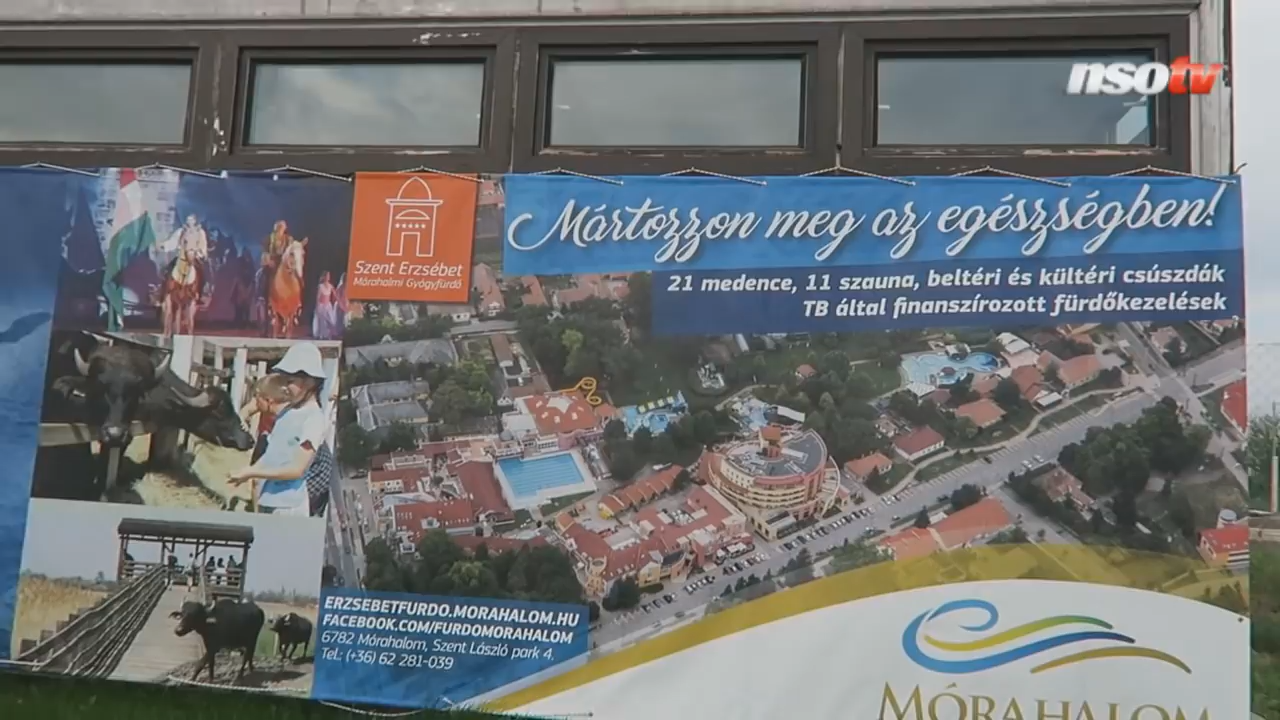 nsotv
Szent Erzsébet
Mórahalmi Gyógyfürdő
Mártozzon meg az egészségben!
21 medence, 11 szauna, beltéri és kültéri csúszdák
TB által finanszírozott fürdőkezelések
ERZSEBETFURDO.MORAHALOM.HU
FACEBOOK.COM/FURDOMORAHALOM
6782 Mórahalom, Szent László park 4.
Tel.: (+36) 62 281-039
MÓRAHALOM